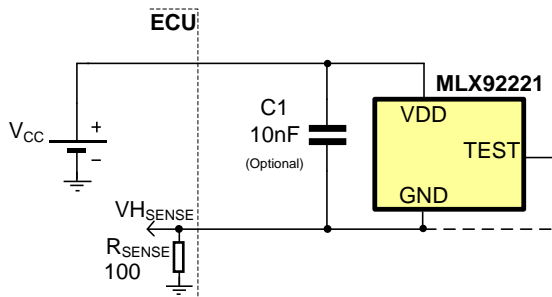 ECU
MLX92221
C1
10nF
(Optional)
VDD
TEST
GND
VCC
+
–
VHSENSE
RSENSE
100